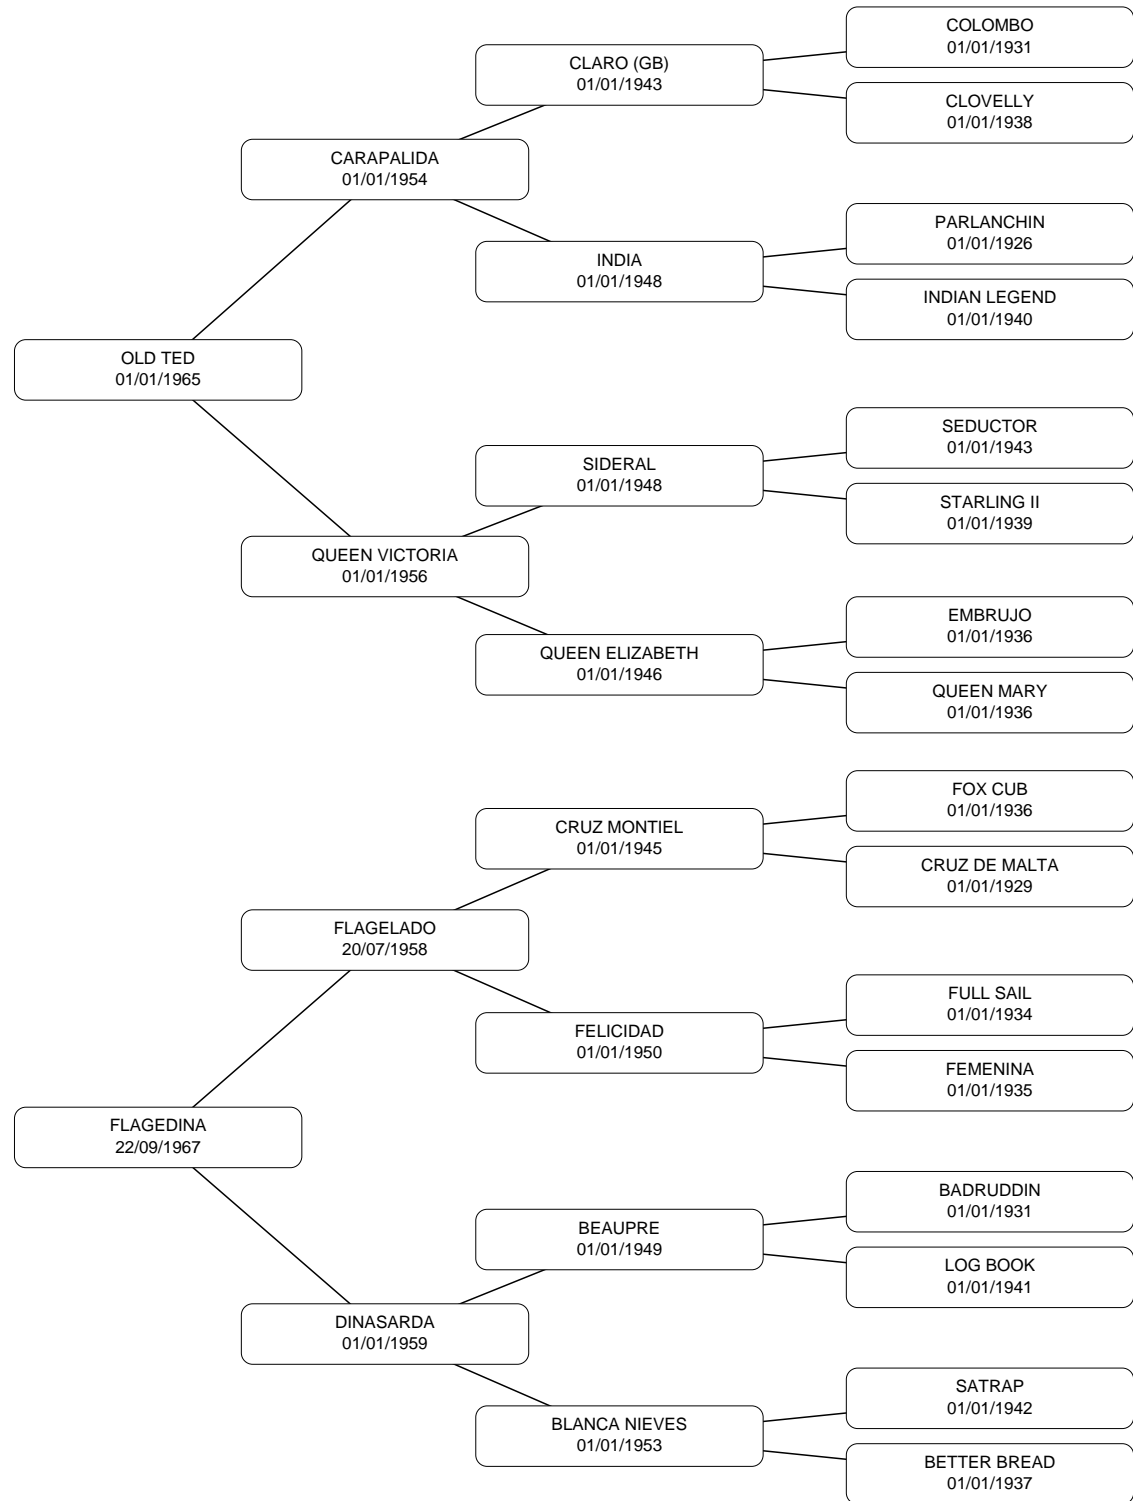 COLOMBO
01/01/1931
CLARO (GB)
01/01/1943
CLOVELLY
01/01/1938
CARAPALIDA
01/01/1954
PARLANCHIN
01/01/1926
INDIA
01/01/1948
INDIAN LEGEND
01/01/1940
OLD TED
01/01/1965
SEDUCTOR
01/01/1943
SIDERAL
01/01/1948
STARLING II
01/01/1939
QUEEN VICTORIA
01/01/1956
EMBRUJO
01/01/1936
QUEEN ELIZABETH
01/01/1946
QUEEN MARY
01/01/1936
FOX CUB
01/01/1936
CRUZ MONTIEL
01/01/1945
CRUZ DE MALTA
01/01/1929
FLAGELADO
20/07/1958
FULL SAIL
01/01/1934
FELICIDAD
01/01/1950
FEMENINA
01/01/1935
FLAGEDINA
22/09/1967
BADRUDDIN
01/01/1931
BEAUPRE
01/01/1949
LOG BOOK
01/01/1941
DINASARDA
01/01/1959
SATRAP
01/01/1942
BLANCA NIEVES
01/01/1953
BETTER BREAD
01/01/1937